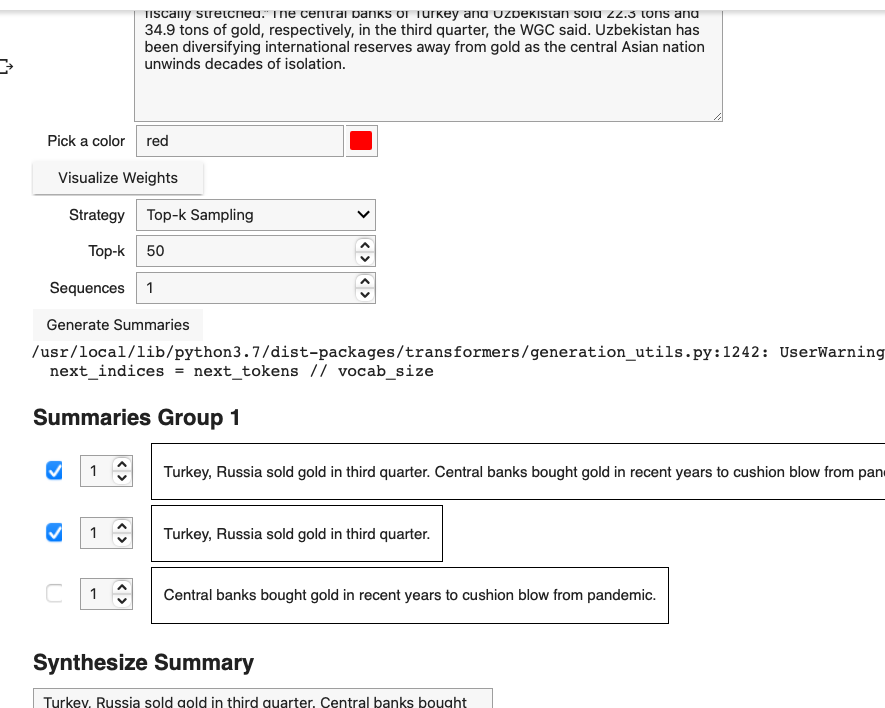 fiscally stretched." The central banks of Turkey and Uzbekistan sold 22.3 tons and
34.9 tons of gold, respectively, in the third quarter, the WGC said. Uzbekistan has
been diversifying international reserves away from gold as the central Asian nation
unwinds decades of isolation.
Pick a color red
Visualize Weights
Strategy Top-k Sampling
Top-k 50
Sequences 1
Generate Summaries
/usr/local/lib/python3.7/dist-packages/transformers/generation_utils.py:1242: UserWarning
next_indices = next_tokens // vocab_size
Summaries Group 1
1 Turkey, Russia sold gold in third quarter. Central banks bought gold in recent years to cushion blow from pan
1 Turkey, Russia sold gold in third quarter.
1 Central banks bought gold in recent years to cushion blow from pandemic.
Synthesize Summary
Turkey, Russia sold gold in third quarter. Central banks bought